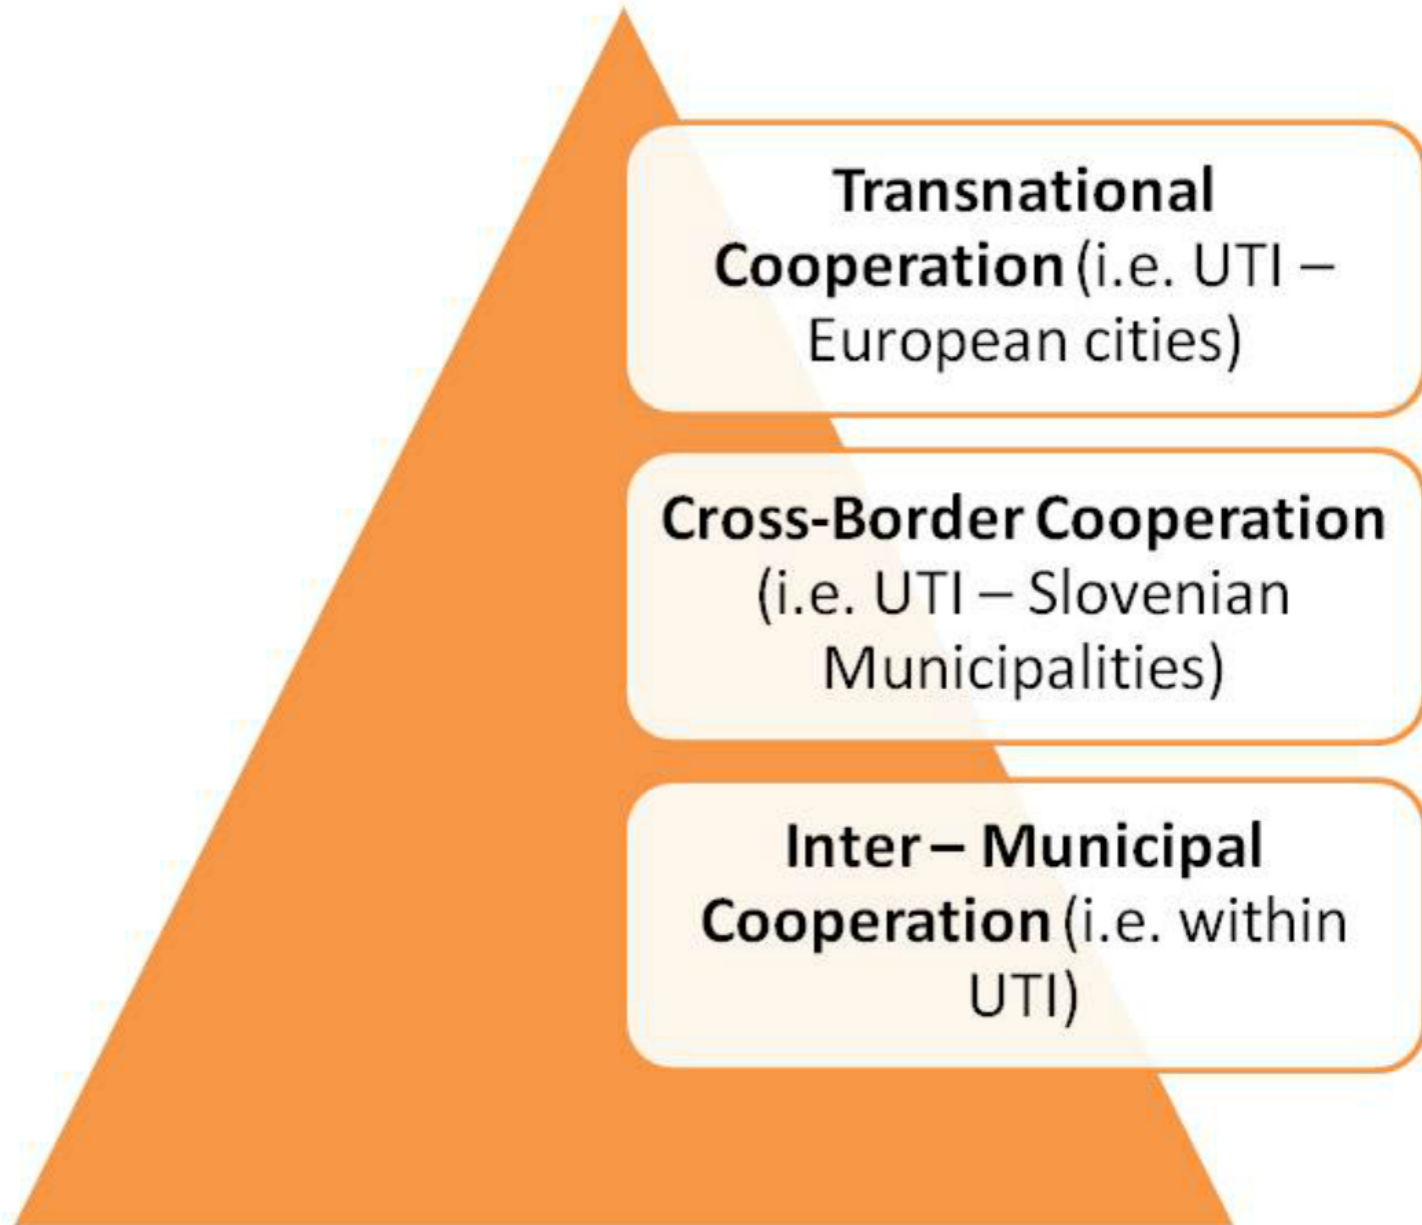 Transnational
Cooperation (i.e. UTI –
European cities)
Cross-Border Cooperation
(i.e. UTI – Slovenian
Municipalities)
Inter – Municipal
Cooperation (i.e. within
UTI)